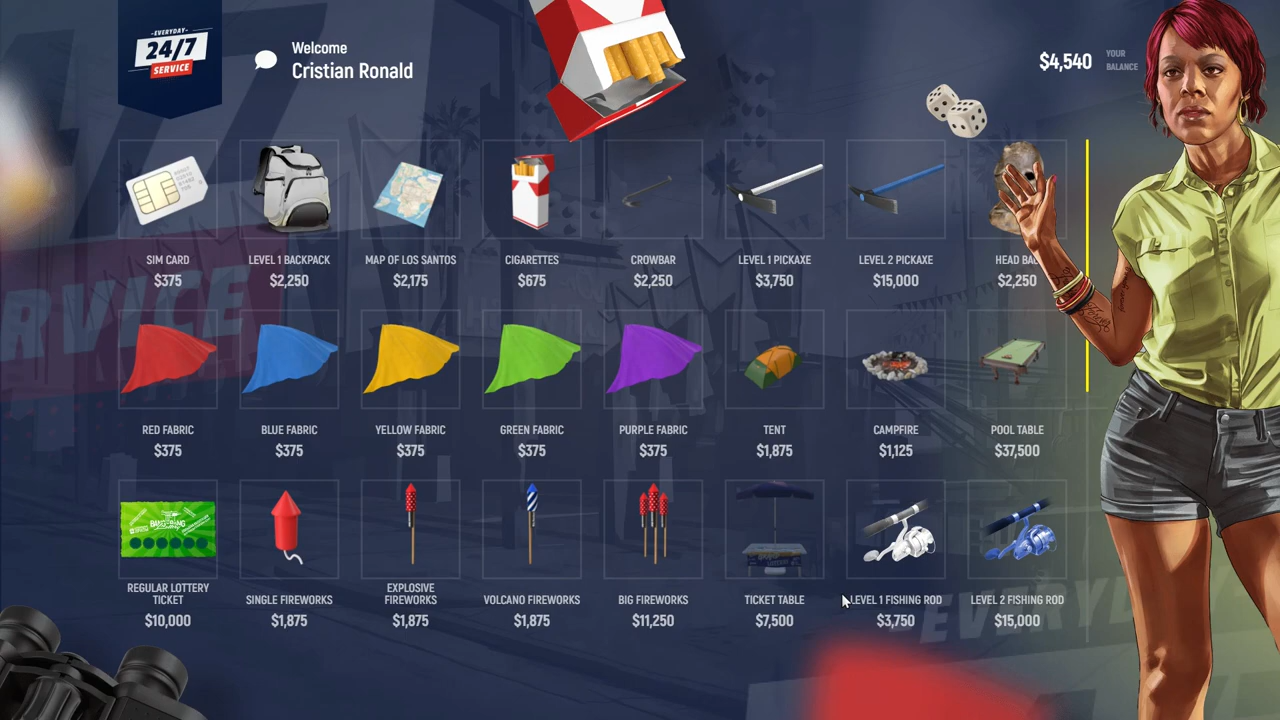 -EVERYDAY-
24/7
SERVICE
Welcome
Cristian Ronald
$4,540
YOUR
BALANCE
SIM CARD
$375
LEVEL 1 BACKPACK
$2,250
MAP OF LOS SANTOS
$2,175
CIGARETTES
$675
CROWBAR
$2,250
LEVEL 1 PICKAXE
$3,750
LEVEL 2 PICKAXE
$15,000
HEAD BAG
$2,250
RED FABRIC
$375
BLUE FABRIC
$375
YELLOW FABRIC
$375
GREEN FABRIC
$375
PURPLE FABRIC
$375
TENT
$1,875
CAMPFIRE
$1,125
POOL TABLE
$37,500
REGULAR LOTTERY
TICKET
$10,000
SINGLE FIREWORKS
$1,875
EXPLOSIVE
FIREWORKS
$1,875
VOLCANO FIREWORKS
$1,875
BIG FIREWORKS
$11,250
TICKET TABLE
$7,500
LEVEL 1 FISHING ROD
$3,750
LEVEL 2 FISHING ROD
$15,000